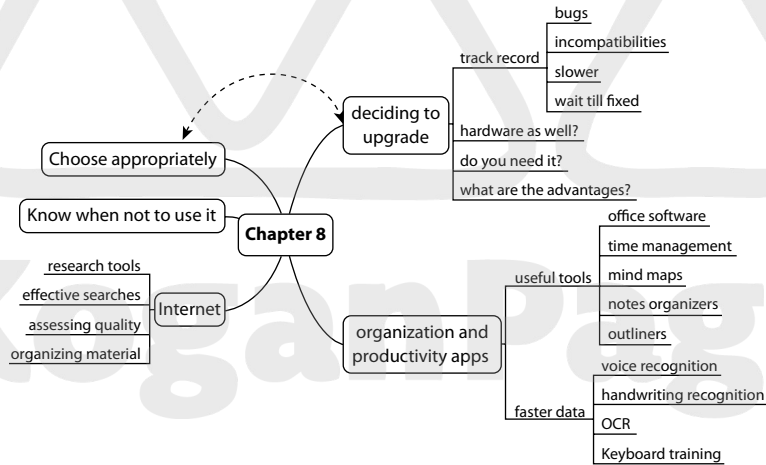 bugs
incompatibilities
track record
slower
wait till fixed
deciding to
upgrade
hardware as well?
do you need it?
what are the advantages?
Choose appropriately
Know when not to use it
Chapter 8
research tools
effective searches
Internet
assessing quality
organizing material
organization and
productivity apps
office software
time management
useful tools
mind maps
notes organizers
outliners
voice recognition
handwriting recognition
faster data
OCR
Keyboard training
KoganPag